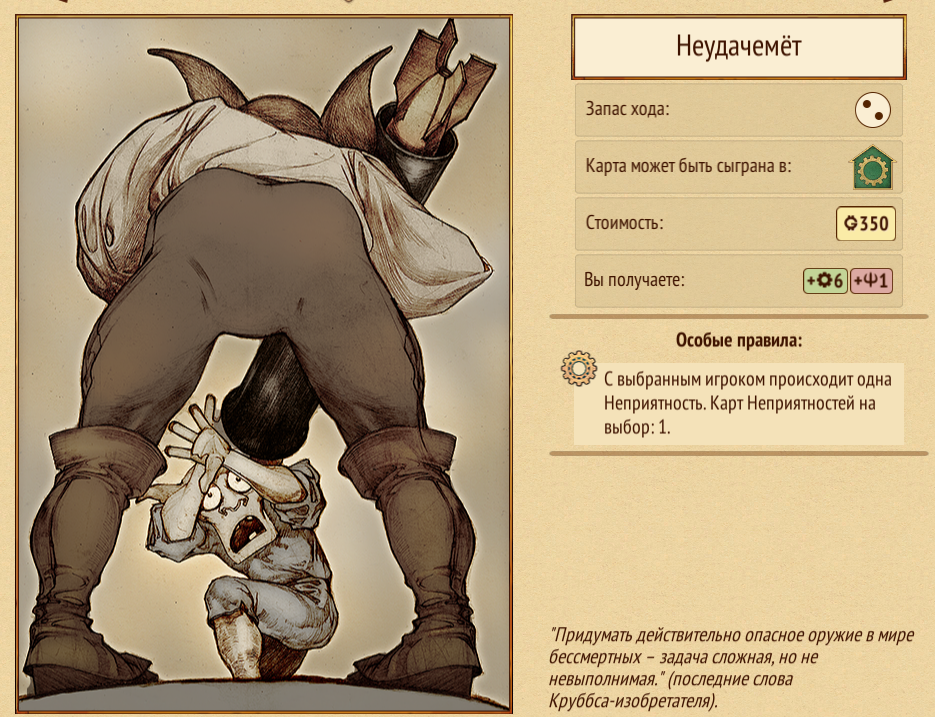 Неудачемёт
Запас хода:
Карта может быть сыграна в:
Стоимость:
350
Вы получаете:
+6 +1
Особые правила:
С выбранным игроком происходит одна
Неприятность. Карт Неприятностей на
выбор: 1.
"Придумать действительно опасное оружие в мире
бессмертных – задача сложная, но не
невыполнимая." (последние слова
Круббса-изобретателя).